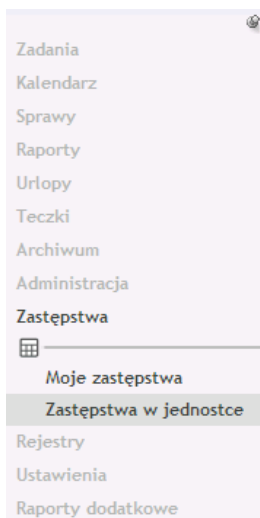 Zadania
Kalendarz
Sprawy
Raporty
Urlopy
Teczki
Archiwum
Administracja
Zastępstwa
Moje zastępstwa
Zastępstwa w jednostce
Rejestry
Ustawienia
Raporty dodatkowe